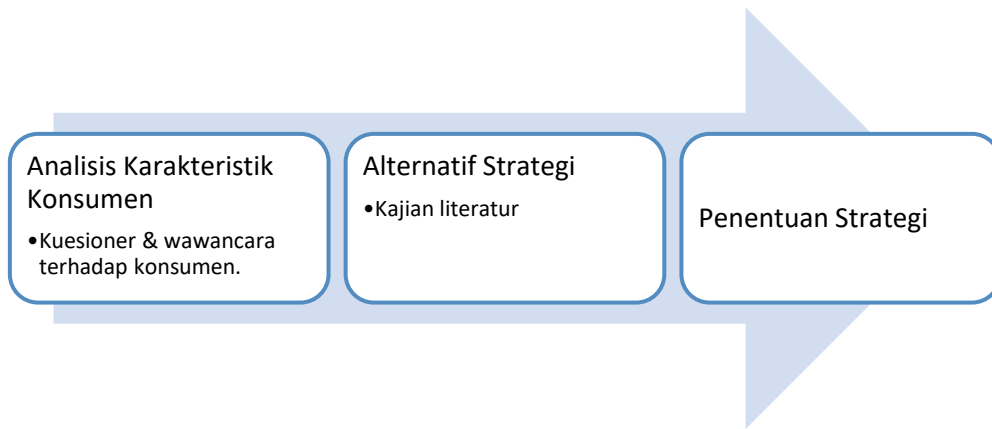 Analisis Karakteristik
Konsumen
•Kuesioner & wawancara
terhadap konsumen.
Alternatif Strategi
•Kajian literatur
Penentuan Strategi